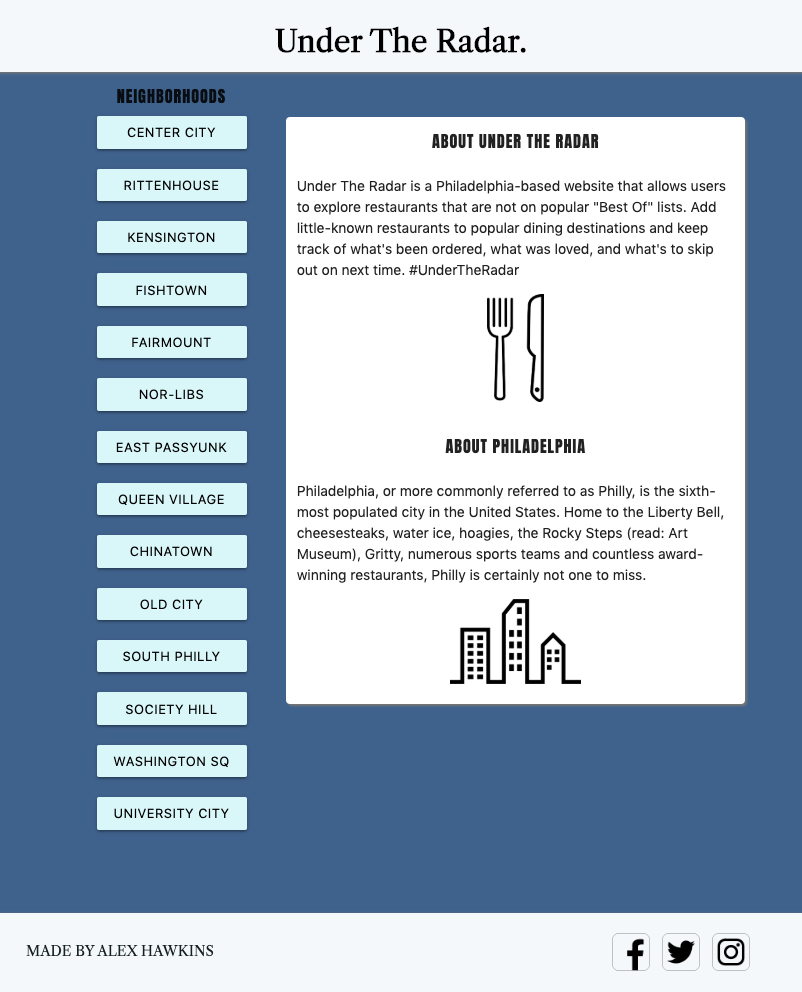 Under The Radar.
NEIGHBORHOODS
CENTER CITY
RITTENHOUSE
KENSINGTON
FISHTOWN
FAIRMOUNT
NOR-LIBS
EAST PASSYUNK
QUEEN VILLAGE
CHINATOWN
OLD CITY
SOUTH PHILLY
SOCIETY HILL
WASHINGTON SQ
UNIVERSITY CITY
ABOUT UNDER THE RADAR
Under The Radar is a Philadelphia-based website that allows users
to explore restaurants that are not on popular "Best Of" lists. Add
little-known restaurants to popular dining destinations and keep
track of what's been ordered, what was loved, and what's to skip
out on next time. #UnderTheRadar
ABOUT PHILADELPHIA
Philadelphia, or more commonly referred to as Philly, is the sixth-
most populated city in the United States. Home to the Liberty Bell,
cheesesteaks, water ice, hoagies, the Rocky Steps (read: Art
Museum), Gritty, numerous sports teams and countless award-
winning restaurants, Philly is certainly not one to miss.
MADE BY ALEX HAWKINS